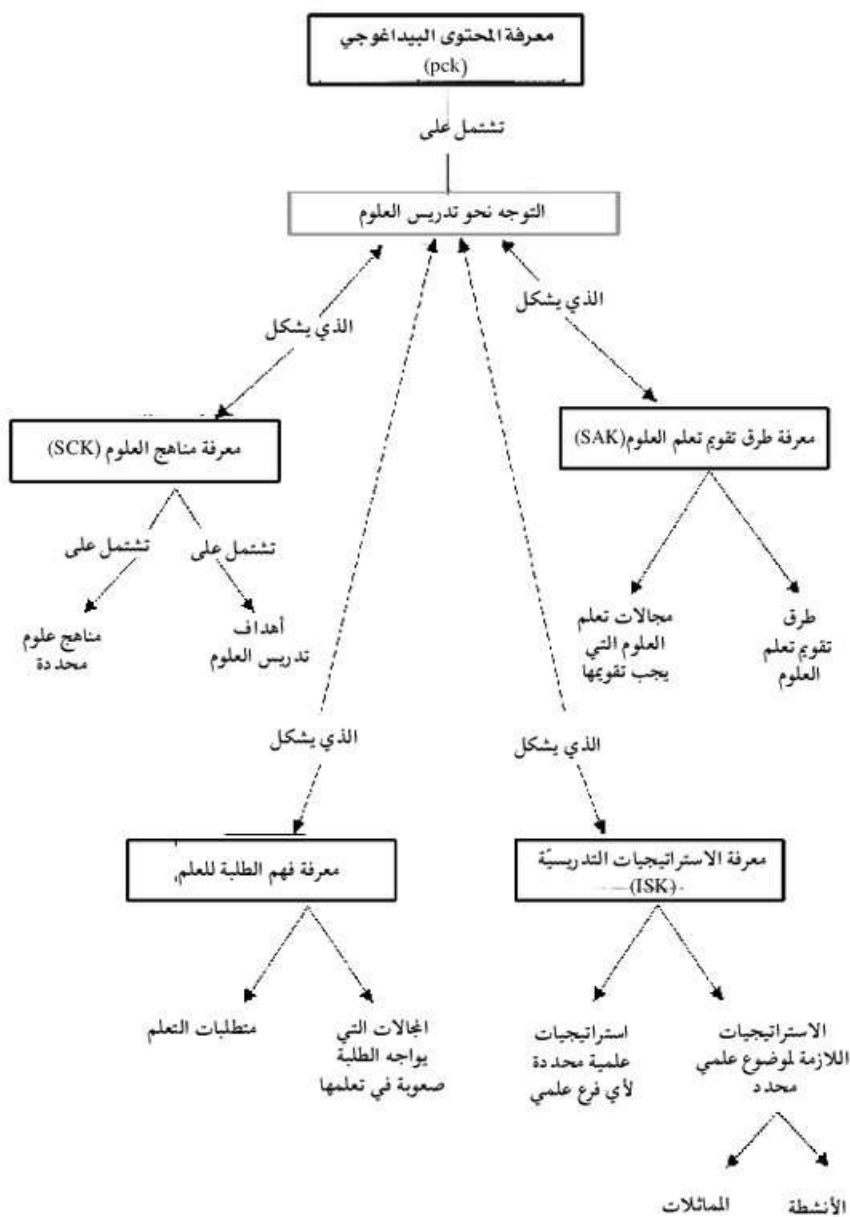 معرفة المحتوى البيداغوجي
(pck)
تشتمل على
التوجه نحو تدريس العلوم
الذي يشكل
الذي يشكل
معرفة طرق تقويم تعلم العلوم(SAK)
معرفة مناهج العلوم (SCK)
تشتمل على
تشتمل على
طرق
تقويم تعلم
العلوم
مجالات تعلم
العلوم التي
يجب تقويمها
أهداف
تدريس العلوم
مناهج علوم
محددة
الذي يشكل
الذي يشكل
معرفة الاستراتيجيات التدريسيّة
(ISK)
معرفة فهم الطلبة للعلم
الاستراتيجيات
اللازمة لموضوع علمي
محدد
استراتيجيات
علمية محددة
لأي فرع علمي
المجالات التي
يواجه الطلبة
صعوبة في تعلمها
متطلبات التعلم
الأنشطة
المماثلات